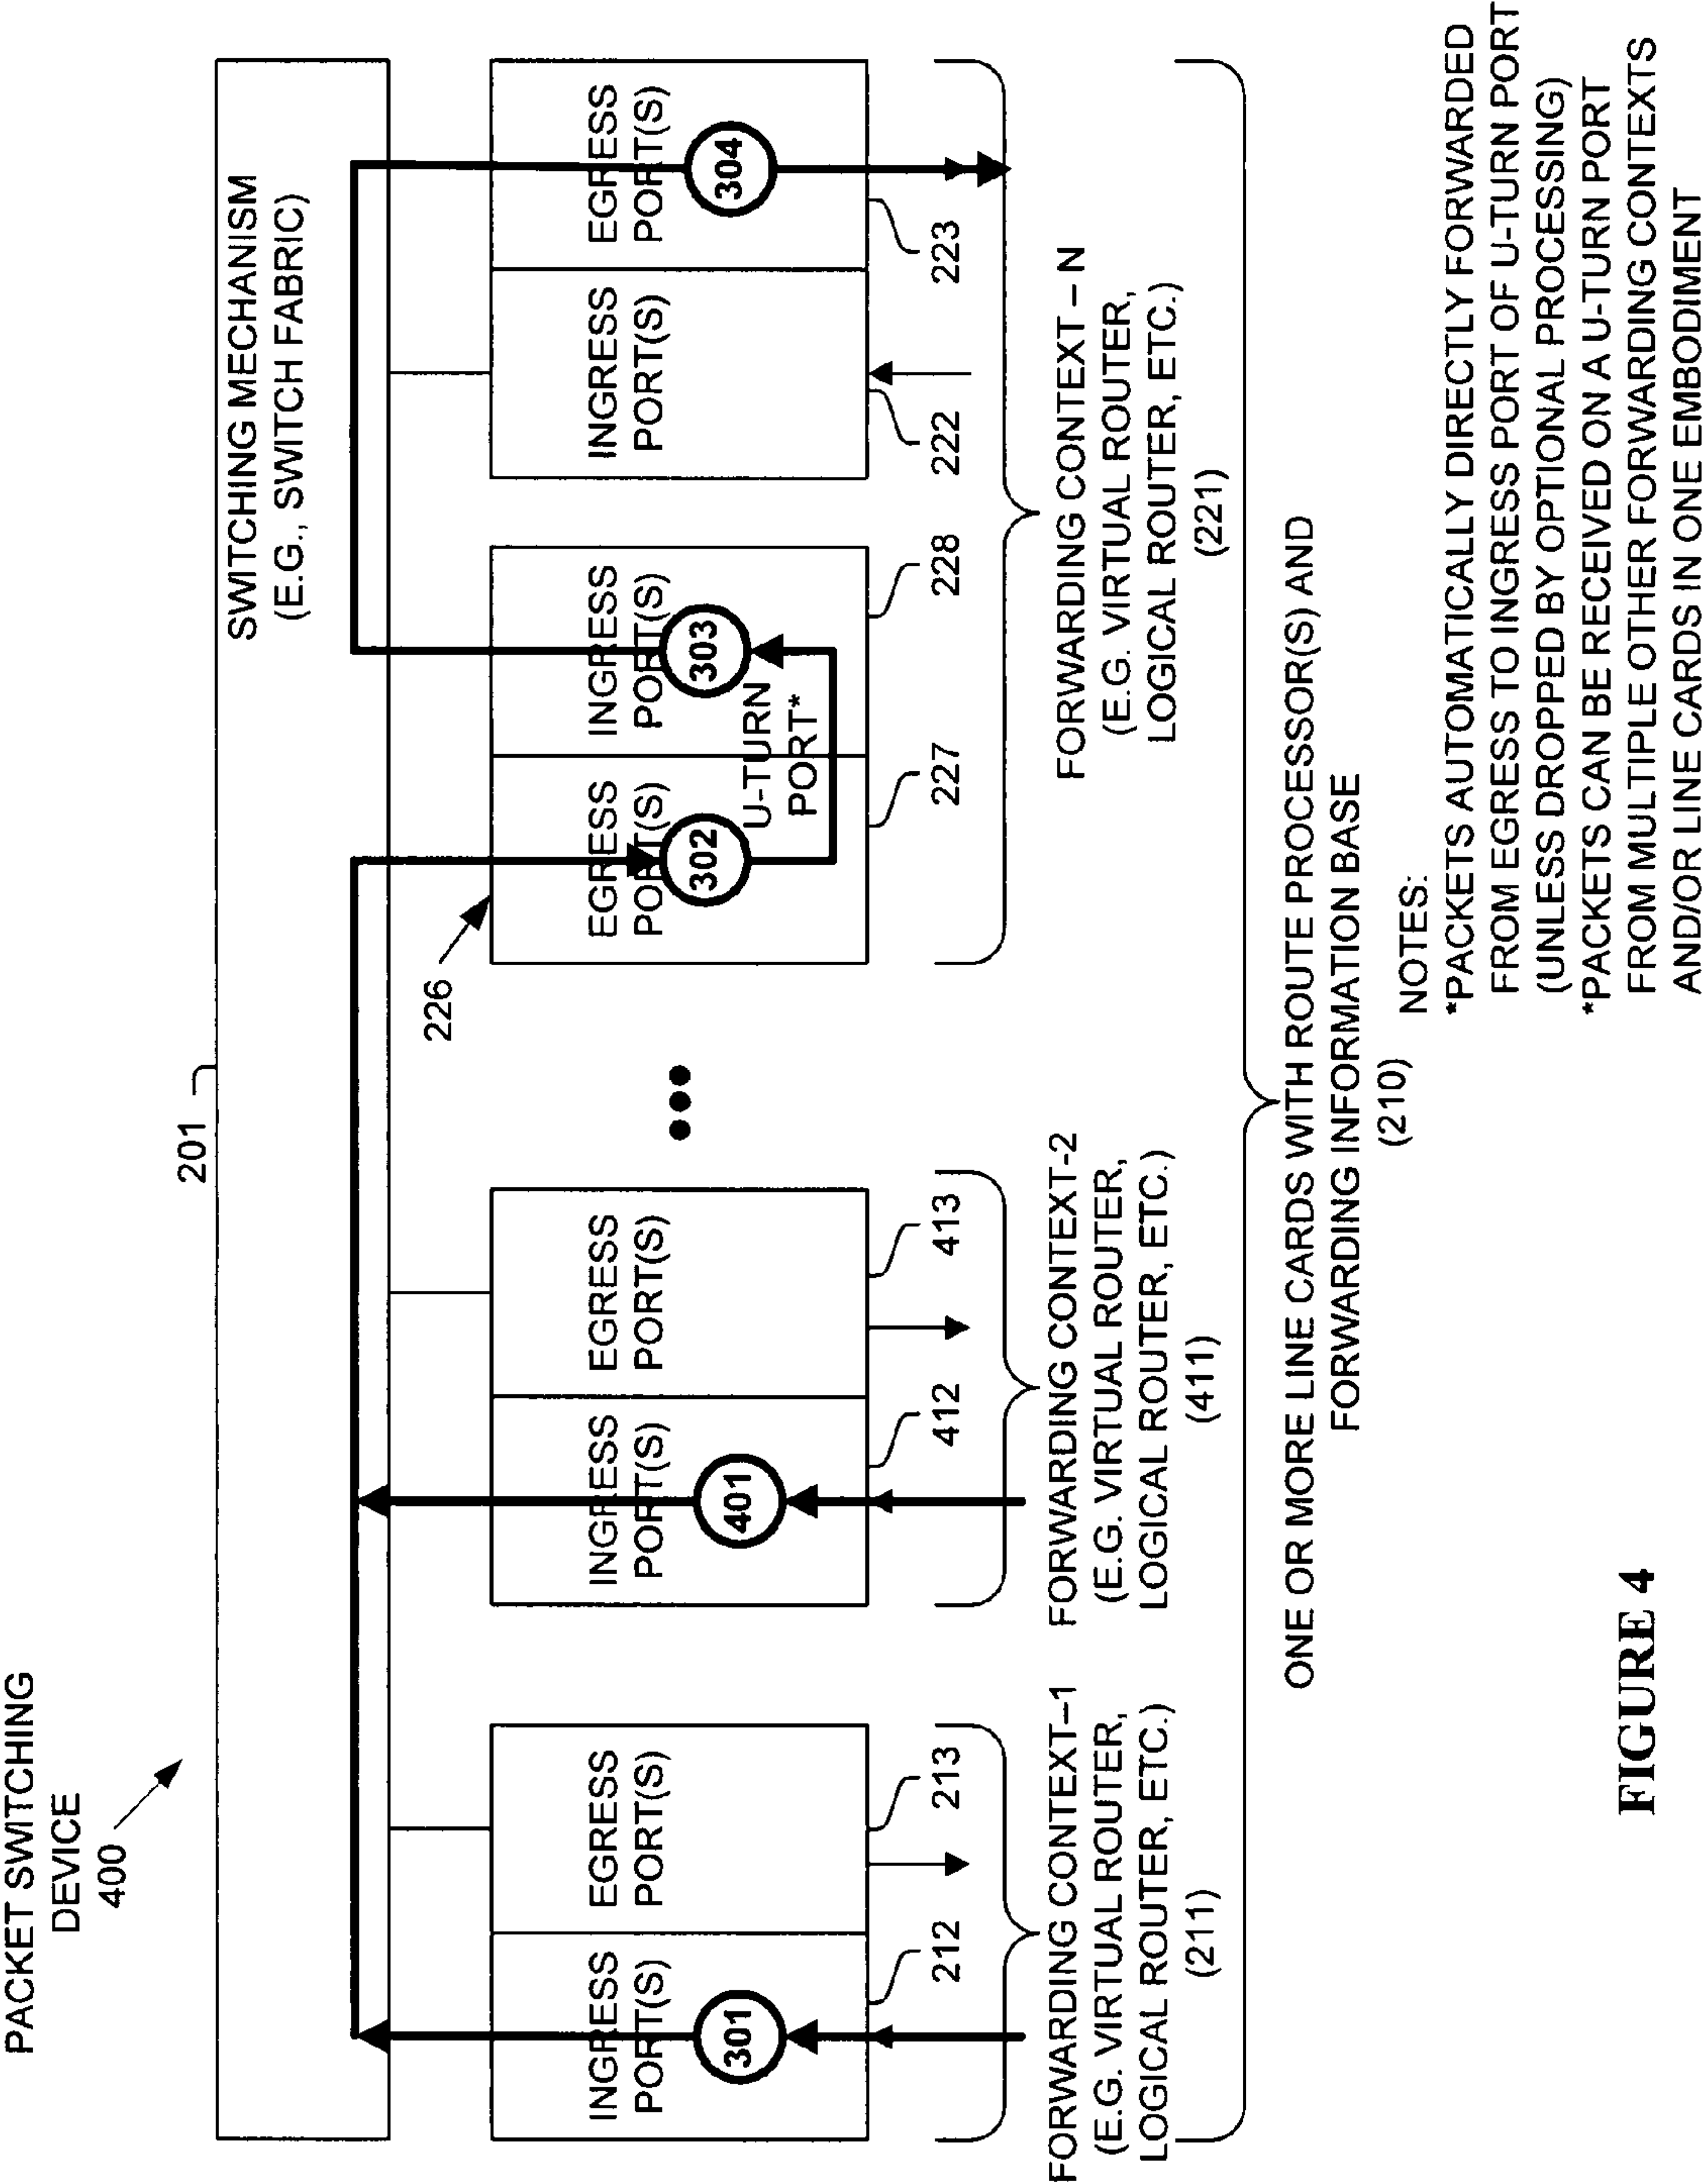 PACKET SWITCHING
DEVICE
400
201
SWITCHING MECHANISM
(E.G., SWITCH FABRIC)
226
INGRESS
PORT(S)
301
EGRESS
PORT(S)
INGRESS
PORT(S)
401
EGRESS
PORT(S)
EGRESS
PORT(S)
302
U-TURN
PORT*
INGRESS
PORT(S)
303
INGRESS
PORT(S)
EGRESS
PORT(S)
304
212
213
412
413
227
228
222
223
FORWARDING CONTEXT–1
(E.G. VIRTUAL ROUTER,
LOGICAL ROUTER, ETC.)
(211)
FORWARDING CONTEXT-2
(E.G. VIRTUAL ROUTER,
LOGICAL ROUTER, ETC.)
(411)
FORWARDING CONTEXT – N
(E.G. VIRTUAL ROUTER,
LOGICAL ROUTER, ETC.)
(221)
ONE OR MORE LINE CARDS WITH ROUTE PROCESSOR(S) AND
FORWARDING INFORMATION BASE
(210)
NOTES:
*PACKETS AUTOMATICALLY DIRECTLY FORWARDED
FROM EGRESS TO INGRESS PORT OF U-TURN PORT
(UNLESS DROPPED BY OPTIONAL PROCESSING)
*PACKETS CAN BE RECEIVED ON A U-TURN PORT
FROM MULTIPLE OTHER FORWARDING CONTEXTS
AND/OR LINE CARDS IN ONE EMBODIMENT
FIGURE 4